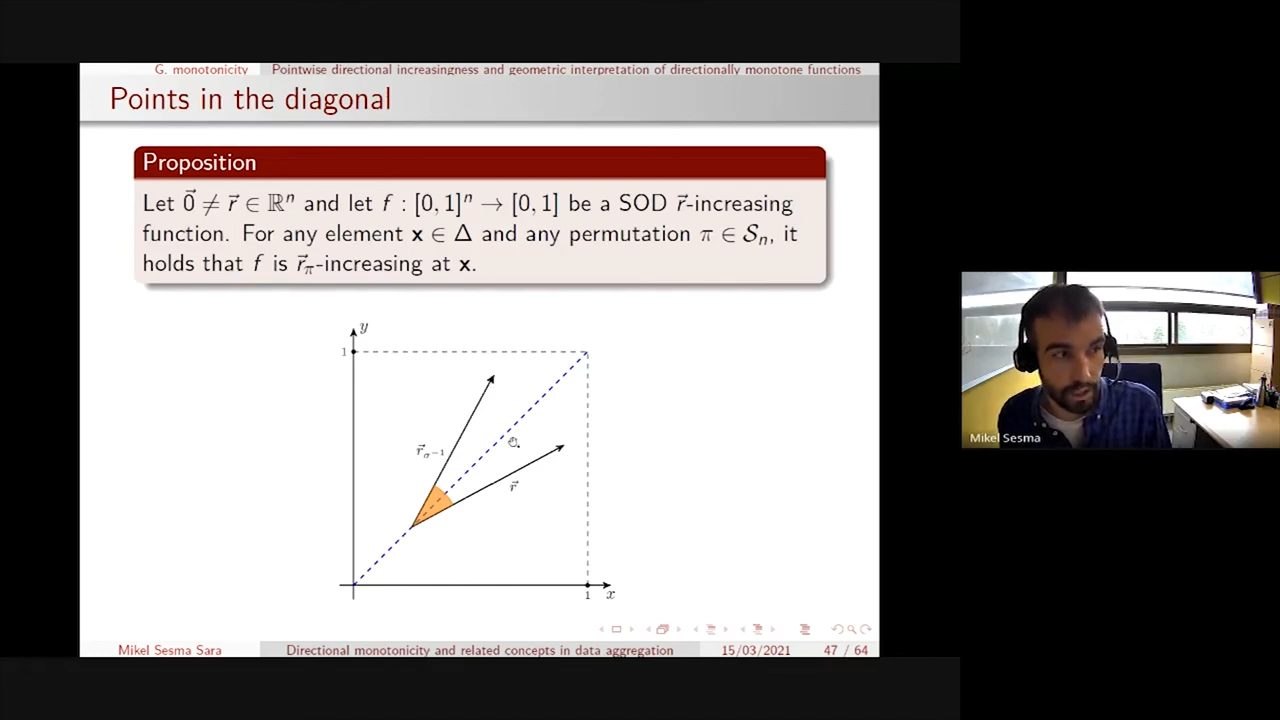 G. monotonicity Pointwise directional increasingness and geometric interpretation of directionally monotone functions
Points in the diagonal
Proposition
Let 0⃗ ≠ r⃗ ∈ ℝⁿ and let f : [0, 1]ⁿ → [0, 1] be a SOD r⃗-increasing
function. For any element x ∈ Δ and any permutation π ∈ 𝒮ₙ, it
holds that f is r⃗_π-increasing at x.
y
1
r⃗_σ⁻¹
r⃗
1
x
Mikel Sesma
Mikel Sesma Sara Directional monotonicity and related concepts in data aggregation 15/03/2021 47 / 64